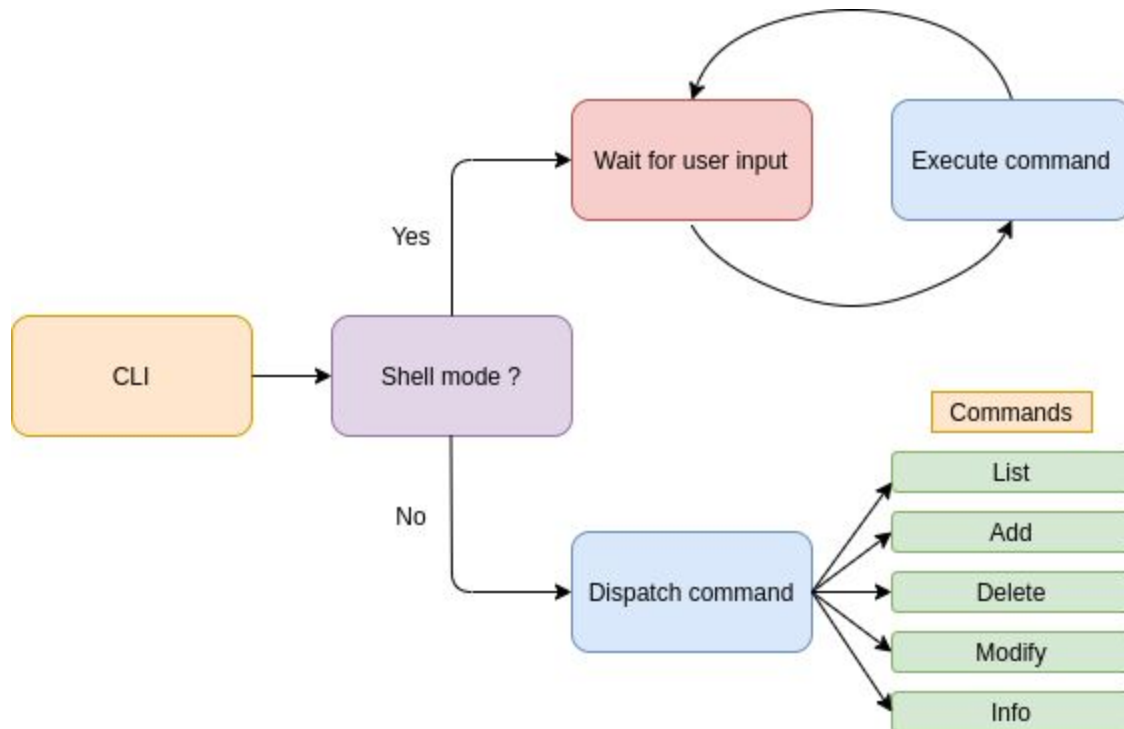 Wait for user input
Execute command
Yes
CLI
Shell mode ?
Commands
List
No
Add
Dispatch command
Delete
Modify
Info